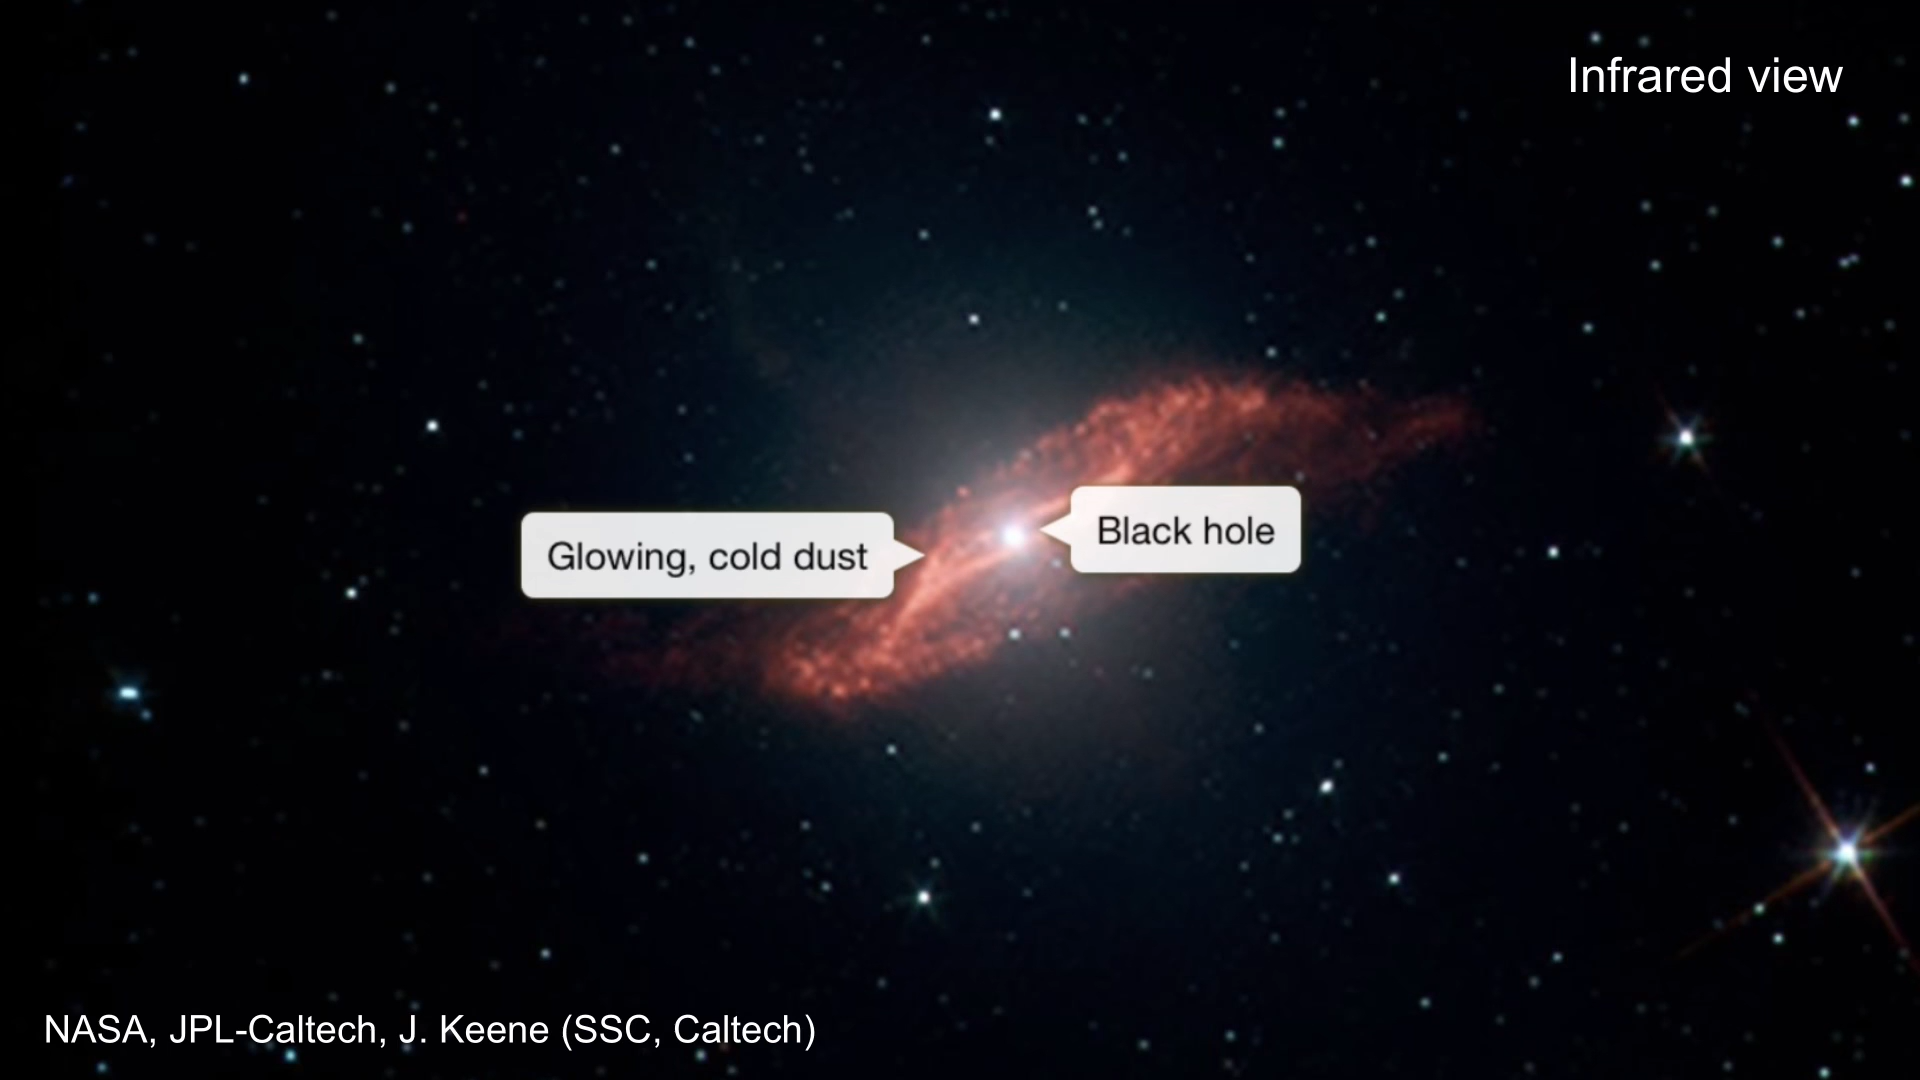 Infrared view
Glowing, cold dust
Black hole
NASA, JPL-Caltech, J. Keene (SSC, Caltech)